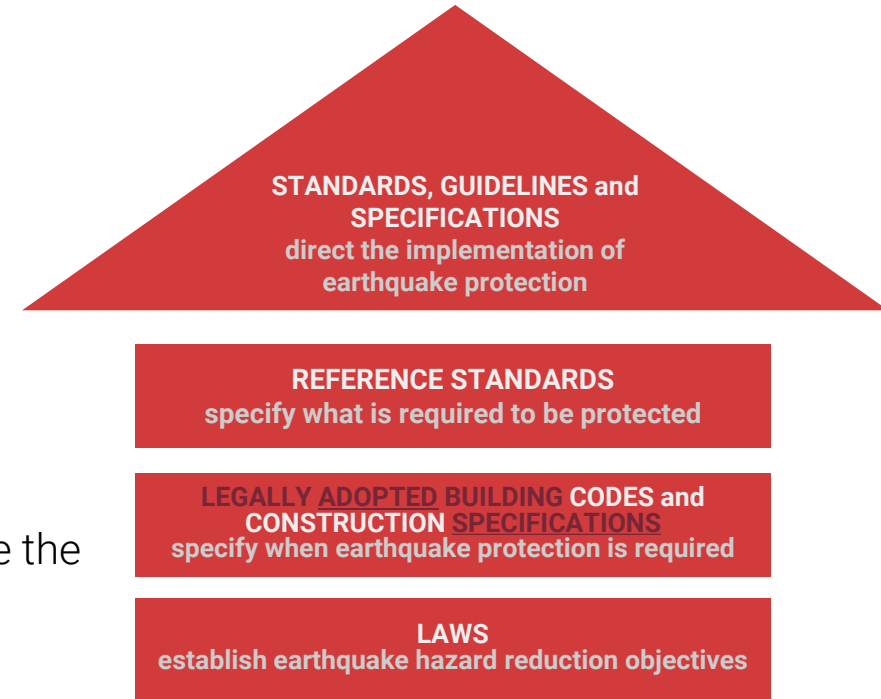 STANDARDS, GUIDELINES and
SPECIFICATIONS
direct the implementation of
earthquake protection
REFERENCE STANDARDS
specify what is required to be protected
LEGALLY ADOPTED BUILDING CODES and
CONSTRUCTION SPECIFICATIONS
specify when earthquake protection is required
e the
LAWS
establish earthquake hazard reduction objectives